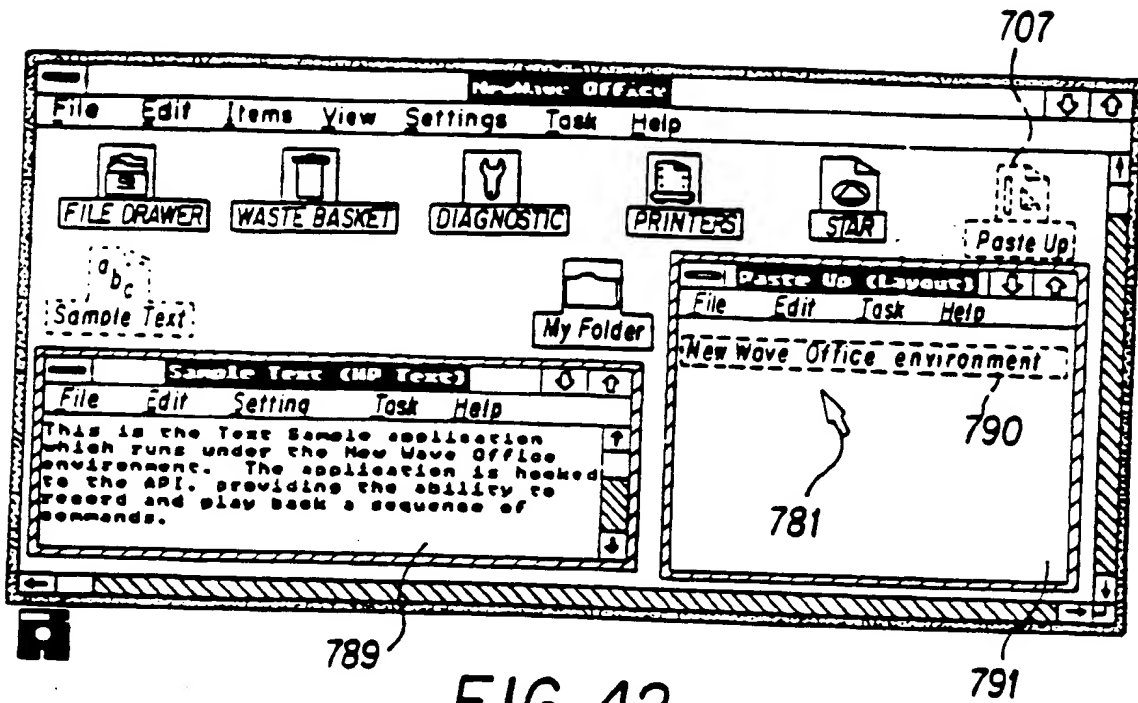 707
NewWave Office
File Edit Items View Settings Task Help
FILE DRAWER WASTE BASKET DIAGNOSTIC PRINTERS STAR Paste Up
abc
Sample Text
My Folder
Paste Up (Layout)
File Edit Task Help
New Wave Office environment
790
781
Sample Text (HP Text)
File Edit Setting Task Help
This is the Text Sample application
which runs under the New Wave Office
environment. The application is hooked
to the API, providing the ability to
record and play back a sequence of
commands.
789
791
FIG 42